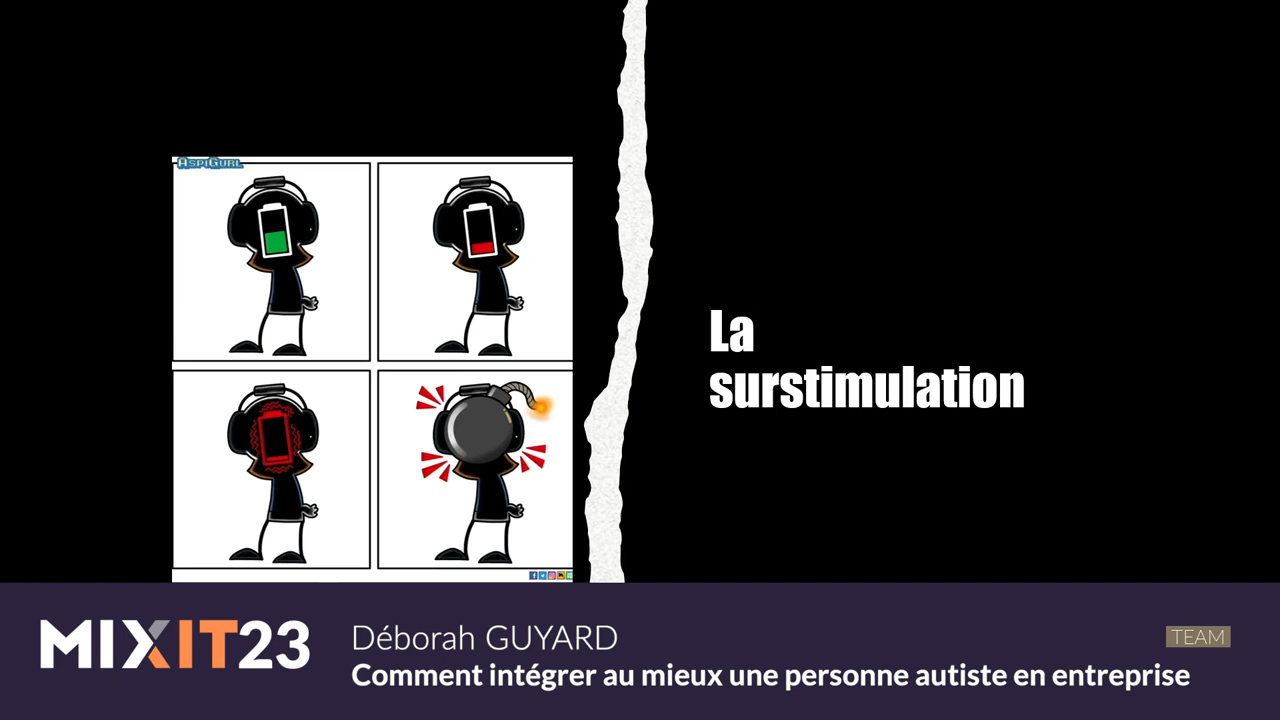 ASPIGURL
La
surstimulation
MIXIT23
Déborah GUYARD
TEAM
Comment intégrer au mieux une personne autiste en entreprise